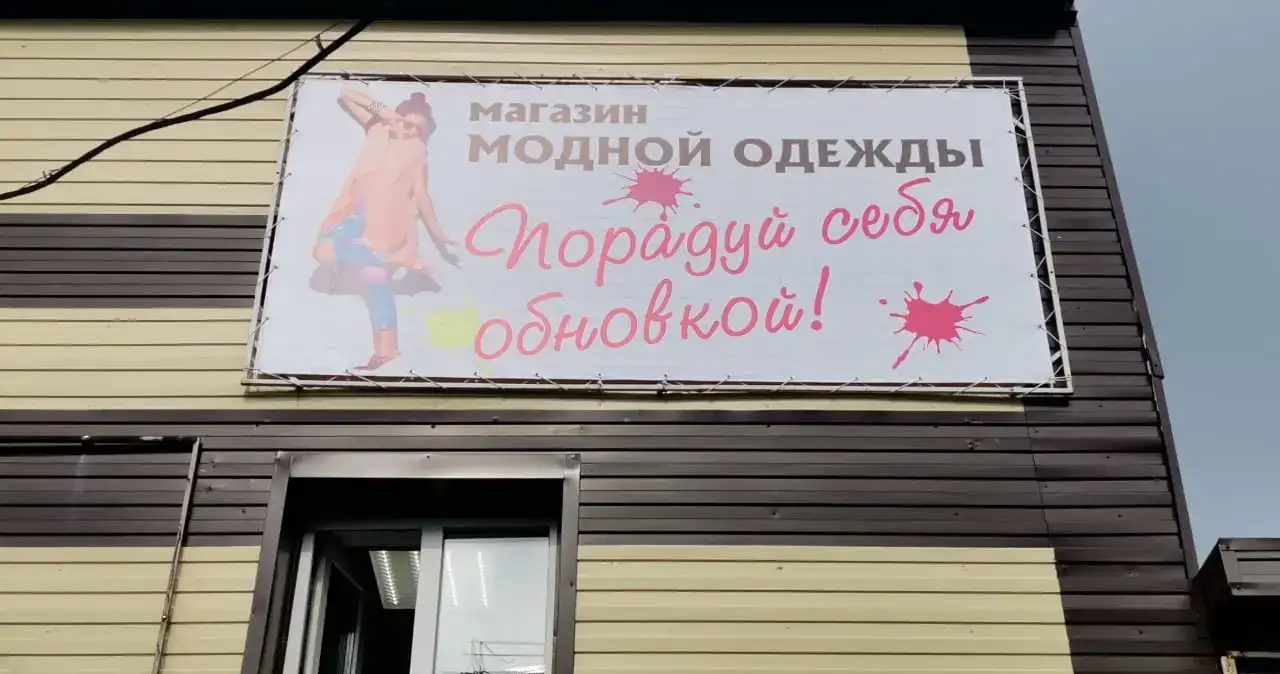 магазин
МОДНОЙ ОДЕЖДЫ
Порадуй себя
обновкой!